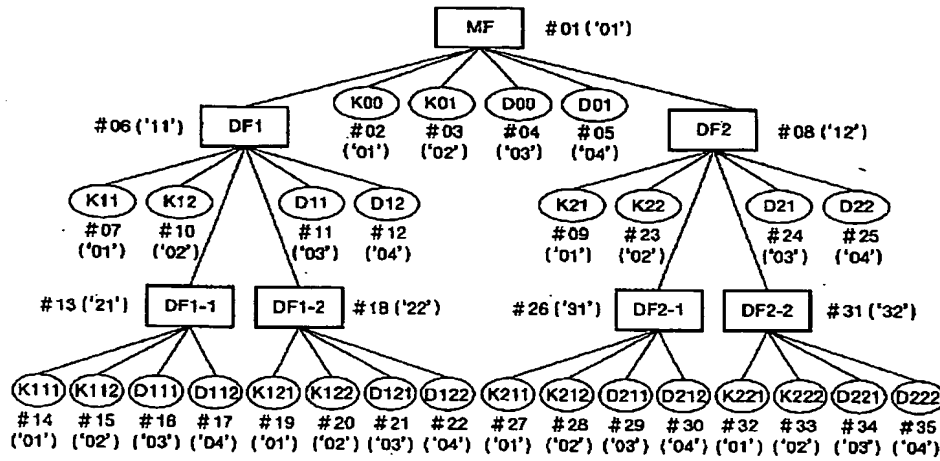 MF #01 ('01')
K00 K01 D00 D01
#06 ('11') DF1 #02 #03 #04 #05 DF2 #08 ('12')
('01') ('02') ('03') ('04')
K11 K12 D11 D12 K21 K22 D21 D22
#07 #10 #11 #12 #09 #23 #24 #25
('01') ('02') ('03') ('04') ('01') ('02') ('03') ('04')
#13 ('21') DF1-1 DF1-2 #18 ('22') #26 ('31') DF2-1 DF2-2 #31 ('32')
K111 K112 D111 D112 K121 K122 D121 D122 K211 K212 D211 D212 K221 K222 D221 D222
#14 #15 #16 #17 #19 #20 #21 #22 #27 #28 #29 #30 #32 #33 #34 #35
('01') ('02') ('03') ('04') ('01') ('02') ('03') ('04') ('01') ('02') ('03') ('04') ('01') ('02') ('03') ('04')